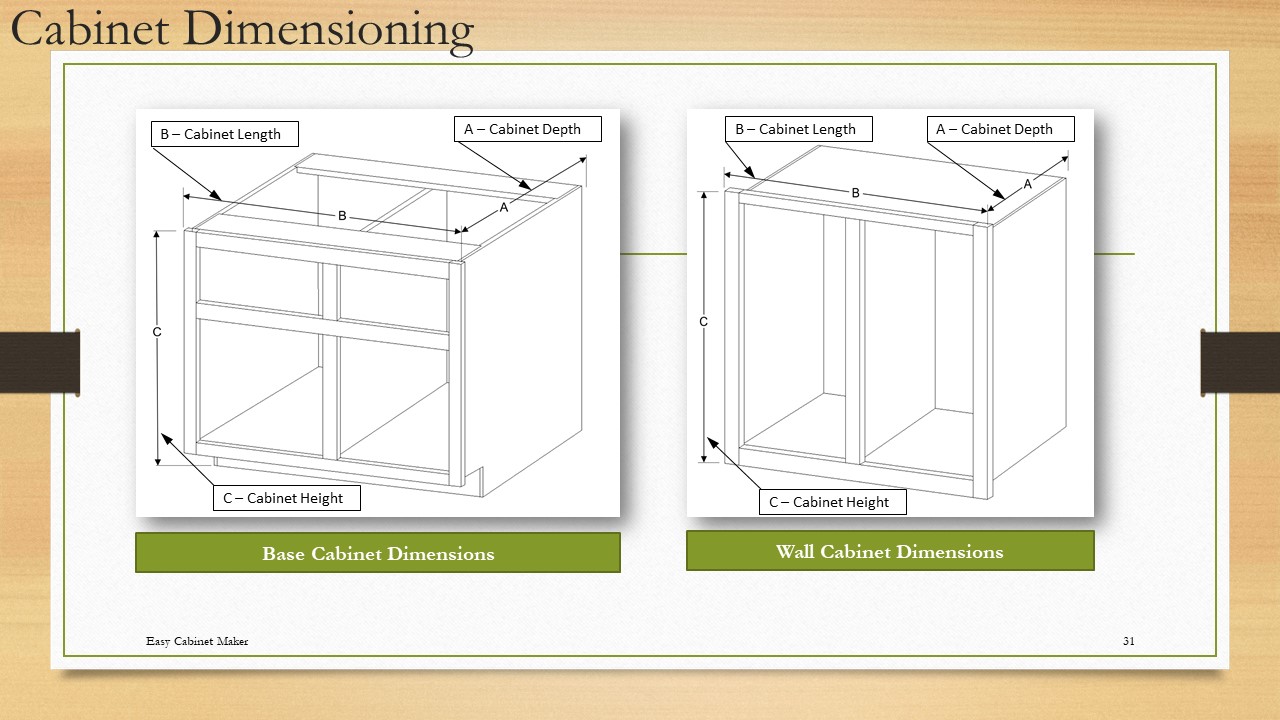 Cabinet Dimensioning
B – Cabinet Length
A – Cabinet Depth
B
A
C
C – Cabinet Height
Base Cabinet Dimensions
B – Cabinet Length
A – Cabinet Depth
A
B
C
C – Cabinet Height
Wall Cabinet Dimensions
Easy Cabinet Maker
31